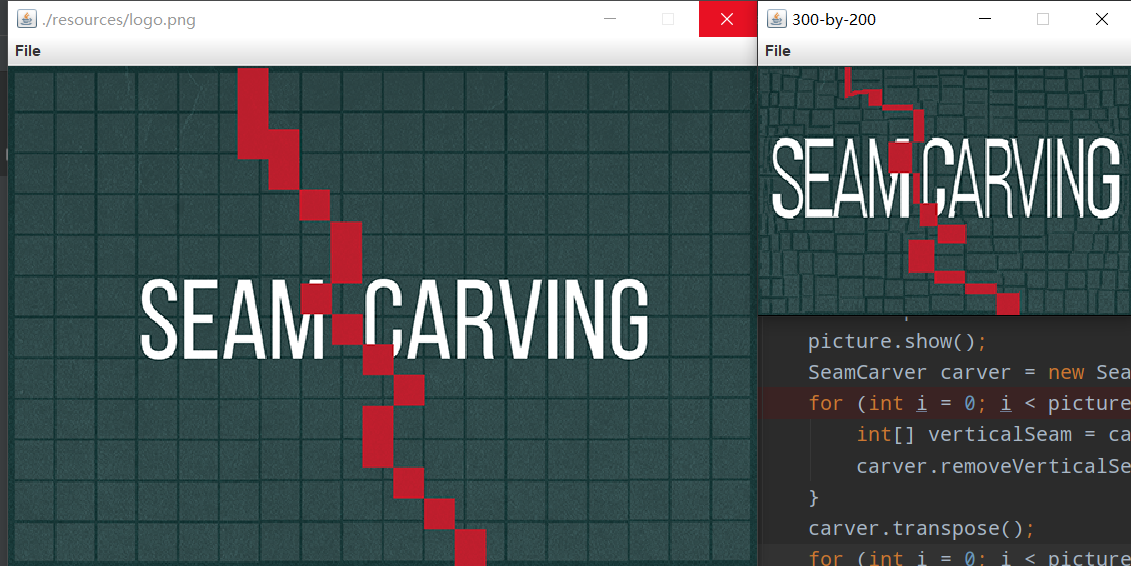 ./resources/logo.png
File
SEAM CARVING
300-by-200
File
SEAM CARVING
picture.show();
SeamCarver carver = new Sea
for (int i = 0; i < picture
int[] verticalSeam = ca
carver.removeVerticalSe
}
carver.transpose();
for (int i = 0; i < picture